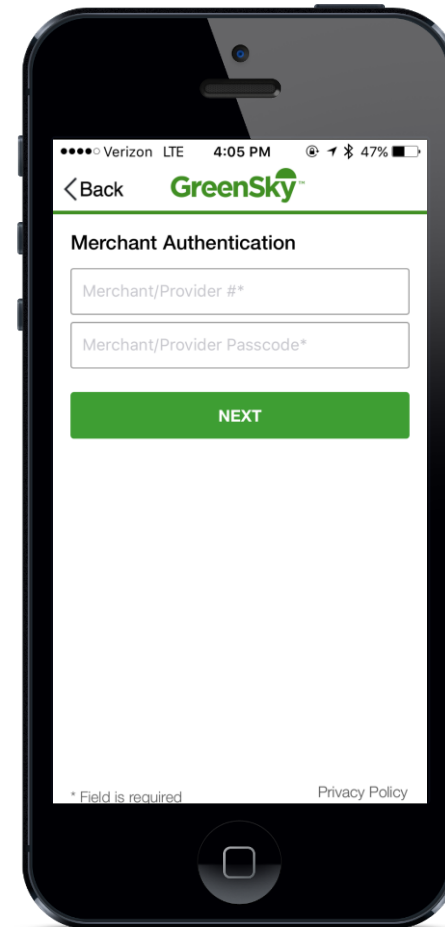 Verizon LTE 4:05 PM 47%
Back GreenSky™
Merchant Authentication
Merchant/Provider #*
Merchant/Provider Passcode*
NEXT
* Field is required Privacy Policy